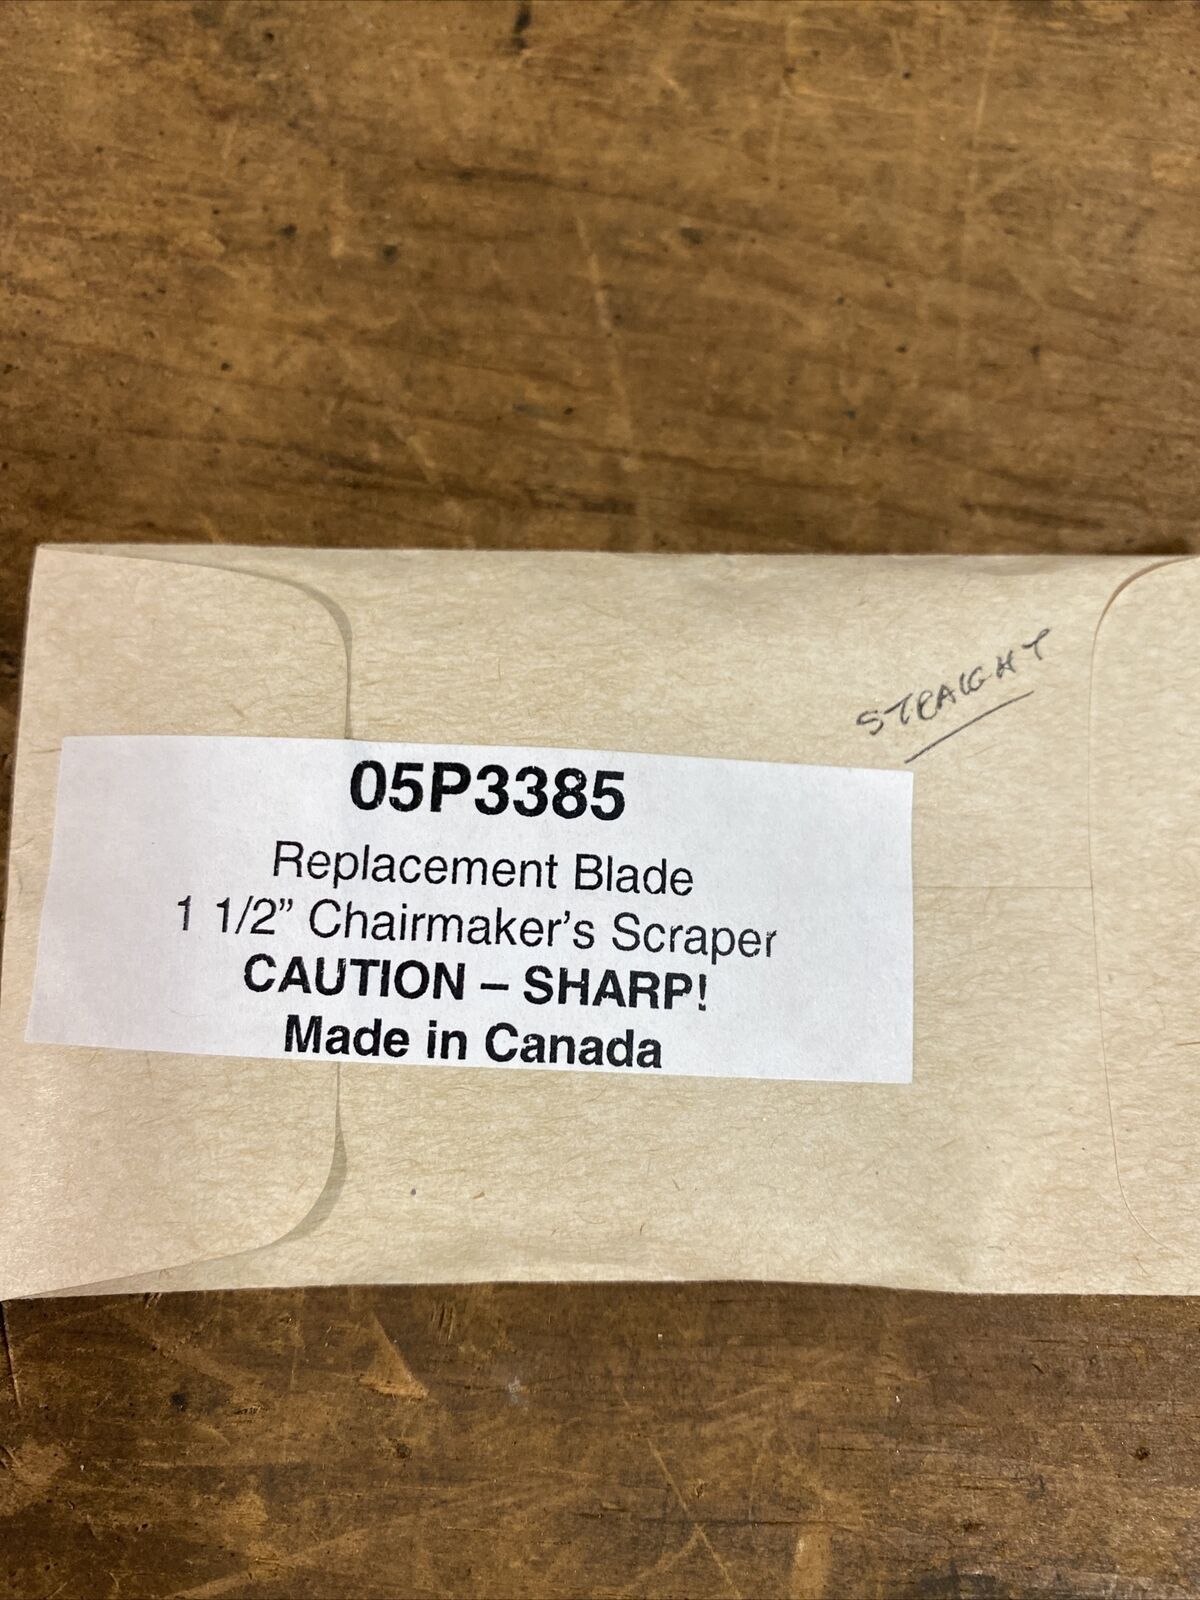 STRAIGHT
05P3385
Replacement Blade
1 1/2” Chairmaker’s Scraper
CAUTION – SHARP!
Made in Canada